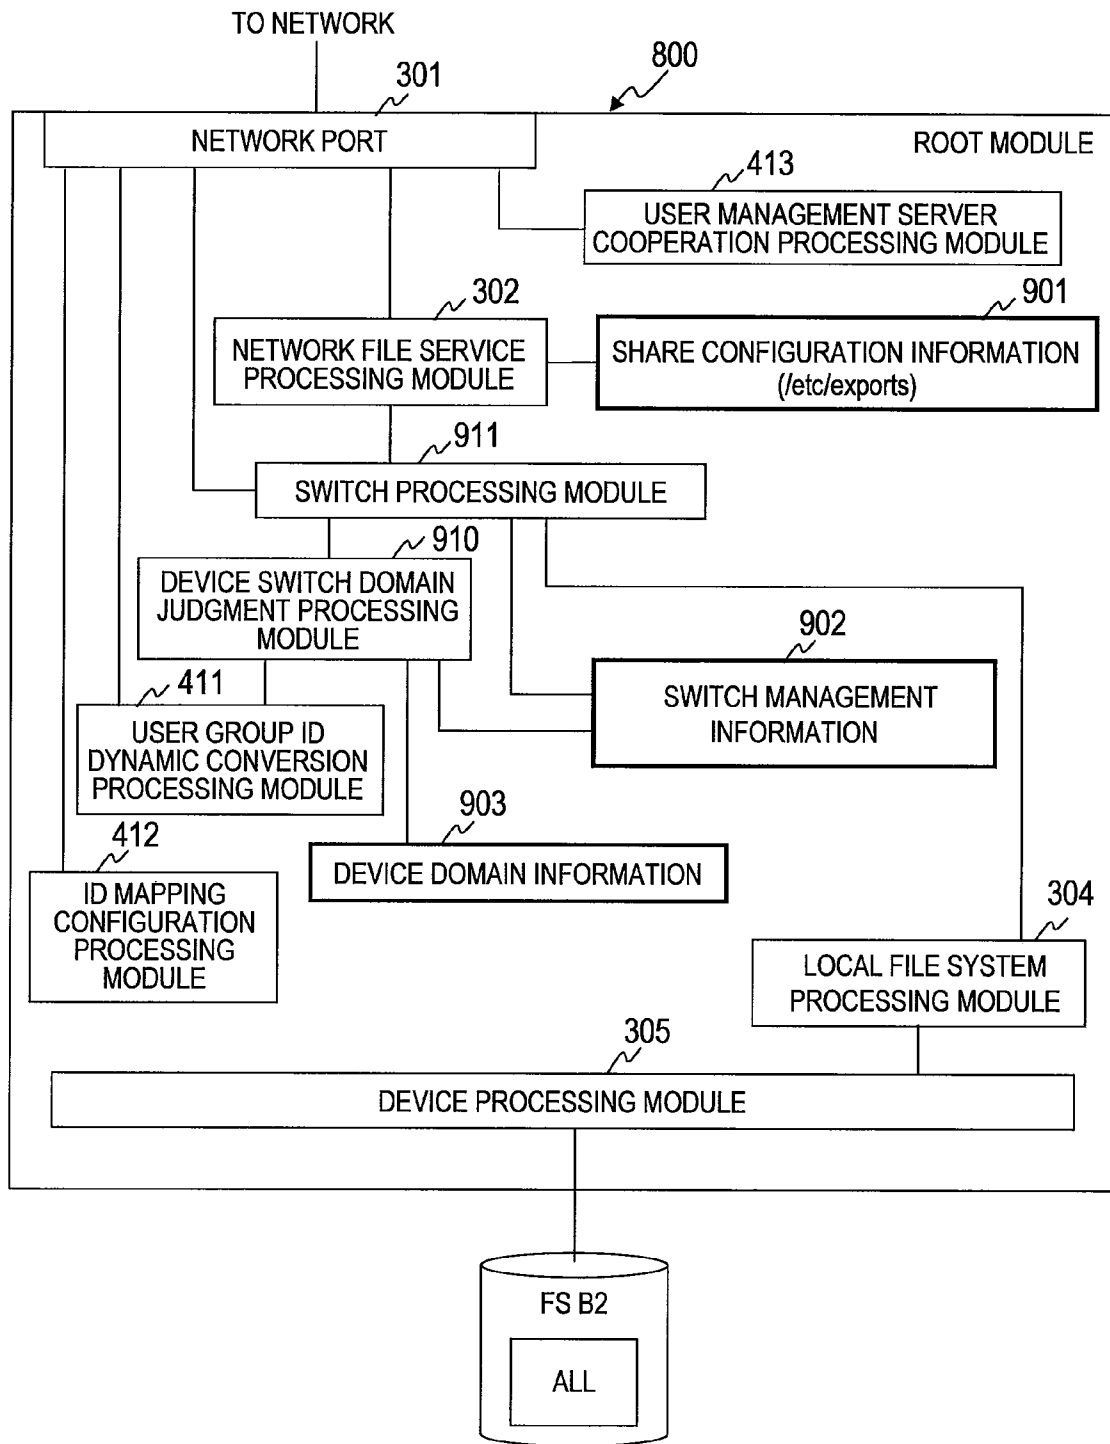 TO NETWORK
301
800
NETWORK PORT
ROOT MODULE
413
USER MANAGEMENT SERVER
COOPERATION PROCESSING MODULE
302
901
NETWORK FILE SERVICE
PROCESSING MODULE
SHARE CONFIGURATION INFORMATION
(/etc/exports)
911
SWITCH PROCESSING MODULE
910
DEVICE SWITCH DOMAIN
JUDGMENT PROCESSING
MODULE
902
SWITCH MANAGEMENT
INFORMATION
411
USER GROUP ID
DYNAMIC CONVERSION
PROCESSING MODULE
903
DEVICE DOMAIN INFORMATION
412
ID MAPPING
CONFIGURATION
PROCESSING
MODULE
304
LOCAL FILE SYSTEM
PROCESSING MODULE
305
DEVICE PROCESSING MODULE
FS B2
ALL